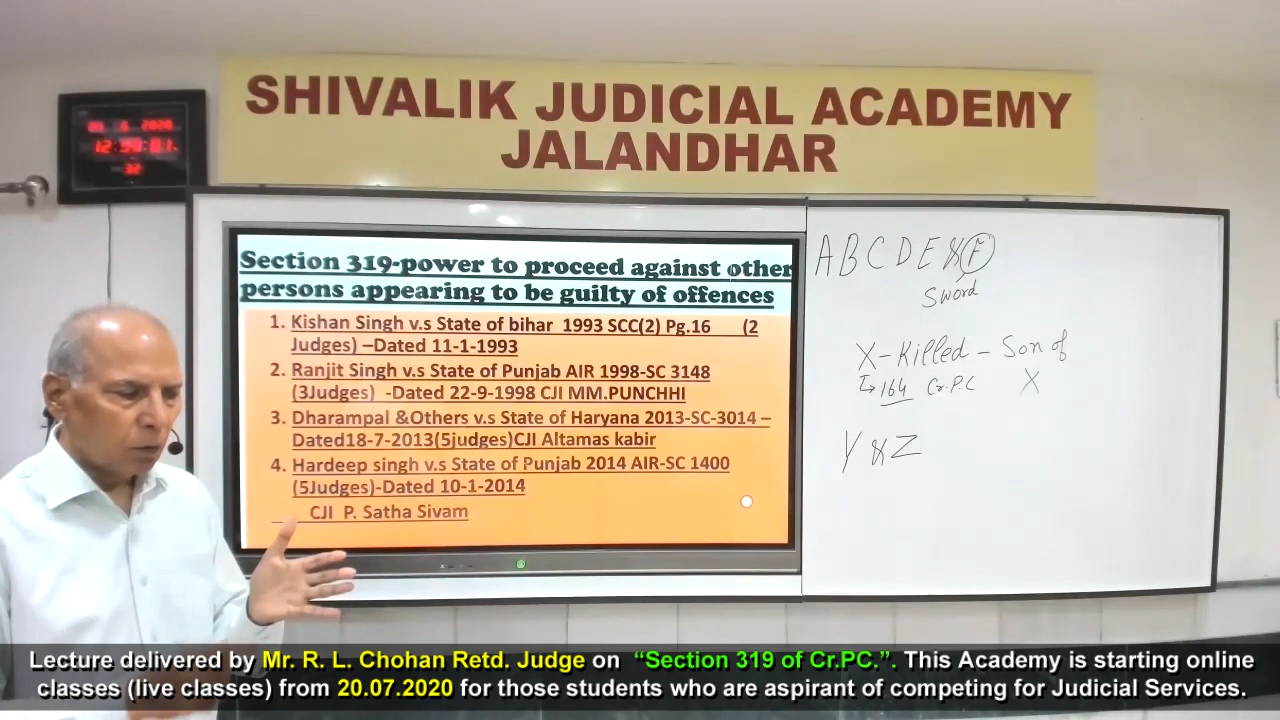 SHIVALIK JUDICIAL ACADEMY
JALANDHAR
2020
32
Section 319-power to proceed against other
persons appearing to be guilty of offences
1. Kishan Singh v.s State of bihar 1993 SCC(2) Pg.16 (2
Judges) –Dated 11-1-1993
2. Ranjit Singh v.s State of Punjab AIR 1998-SC 3148
(3Judges) -Dated 22-9-1998 CJI MM.PUNCHHI
3. Dharampal &Others v.s State of Haryana 2013-SC-3014 –
Dated18-7-2013(5judges)CJI Altamas kabir
4. Hardeep singh v.s State of Punjab 2014 AIR-SC 1400
(5Judges)-Dated 10-1-2014
CJI P. Satha Sivam
A B C D E & F
Sword
X-Killed - Son of
164 Cr.P.C X
Y & Z
Lecture delivered by Mr. R. L. Chohan Retd. Judge on “Section 319 of Cr.PC.”. This Academy is starting online
classes (live classes) from 20.07.2020 for those students who are aspirant of competing for Judicial Services.